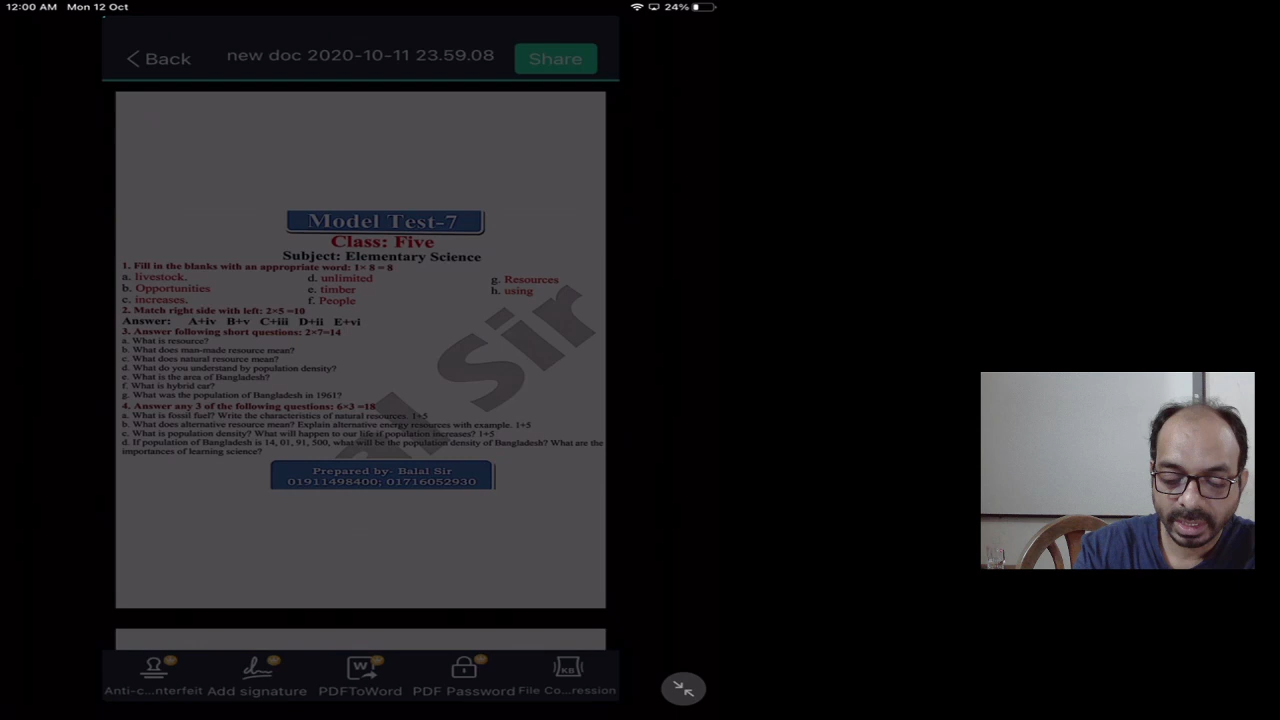 12:00 AM Mon 12 Oct
24%
Back
new doc 2020-10-11 23.59.08
Share
Model Test-7
Class: Five
Subject: Elementary Science
1. Fill in the blanks with an appropriate word: 1× 8 = 8
a. livestock. d. unlimited g. Resources
b. Opportunities e. timber h. using
c. increases. f. People
2. Match right side with left: 2×5 =10
Answer: A+iv B+v C+iii D+ii E+vi
3. Answer following short questions: 2×7=14
a. What is resource?
b. What does man-made resource mean?
c. What does natural resource mean?
d. What do you understand by population density?
e. What is the area of Bangladesh?
f. What is hybrid car?
g. What was the population of Bangladesh in 1961?
4. Answer any 3 of the following questions: 6×3 =18
a. What is fossil fuel? Write the characteristics of natural resources. 1+5
b. What does alternative resource mean? Explain alternative energy resources with example. 1+5
c. What is population density? What will happen to our life if population increases? 1+5
d. If population of Bangladesh is 14, 01, 91, 500, what will be the population density of Bangladesh? What are the
importances of learning science?
Prepared by- Balal Sir
01911498400; 01716052930
al Sir
Anti-c...nterfeit Add signature PDFToWord PDF Password File Co...ression
W
KB